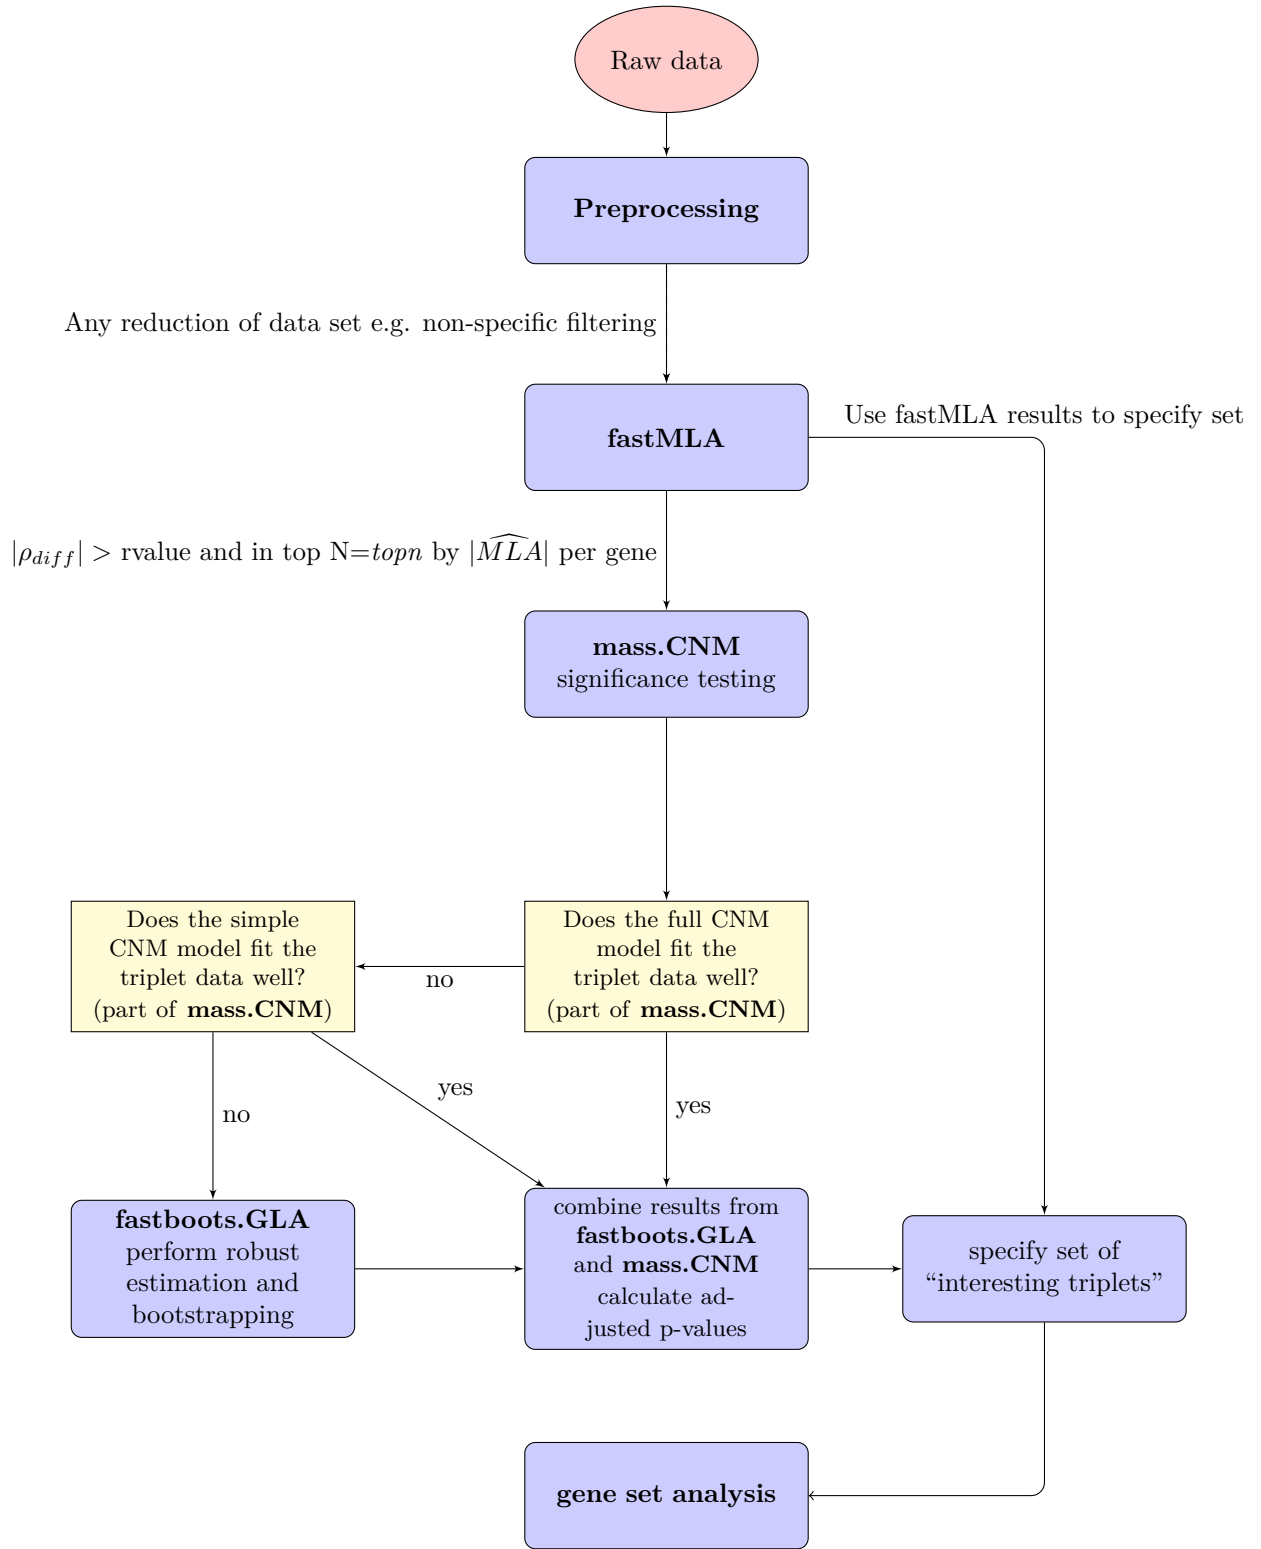 Raw data
Preprocessing
Any reduction of data set e.g. non-specific filtering
fastMLA
Use fastMLA results to specify set
|ρ_{diff}| > rvalue and in top N=topn by |\widehat{MLA}| per gene
mass.CNM
significance testing
Does the simple
CNM model fit the
triplet data well?
(part of mass.CNM)
no
Does the full CNM
model fit the
triplet data well?
(part of mass.CNM)
no
yes
yes
fastboots.GLA
perform robust
estimation and
bootstrapping
combine results from
fastboots.GLA
and mass.CNM
calculate ad-
justed p-values
specify set of
“interesting triplets”
gene set analysis